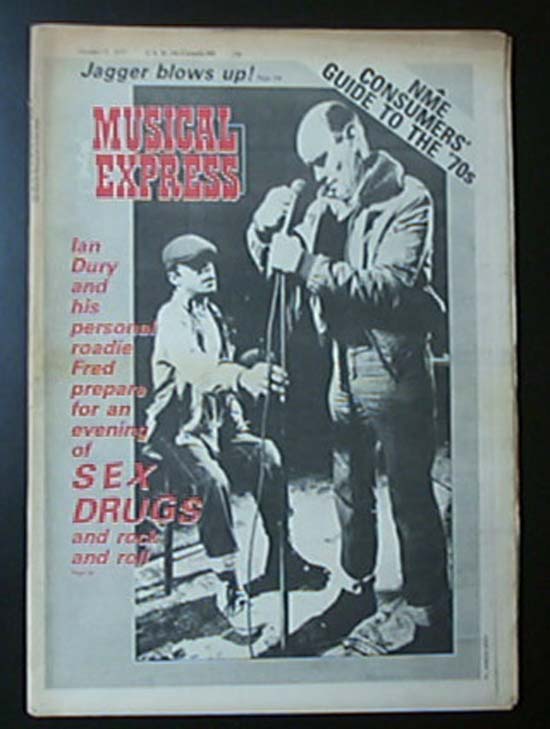 Jagger blows up!
NME
CONSUMERS'
GUIDE TO THE '70s
MUSICAL
EXPRESS
Ian
Dury
and
his
personal
roadie
Fred
prepare
for an
evening
of
SEX
DRUGS
and rock
and roll